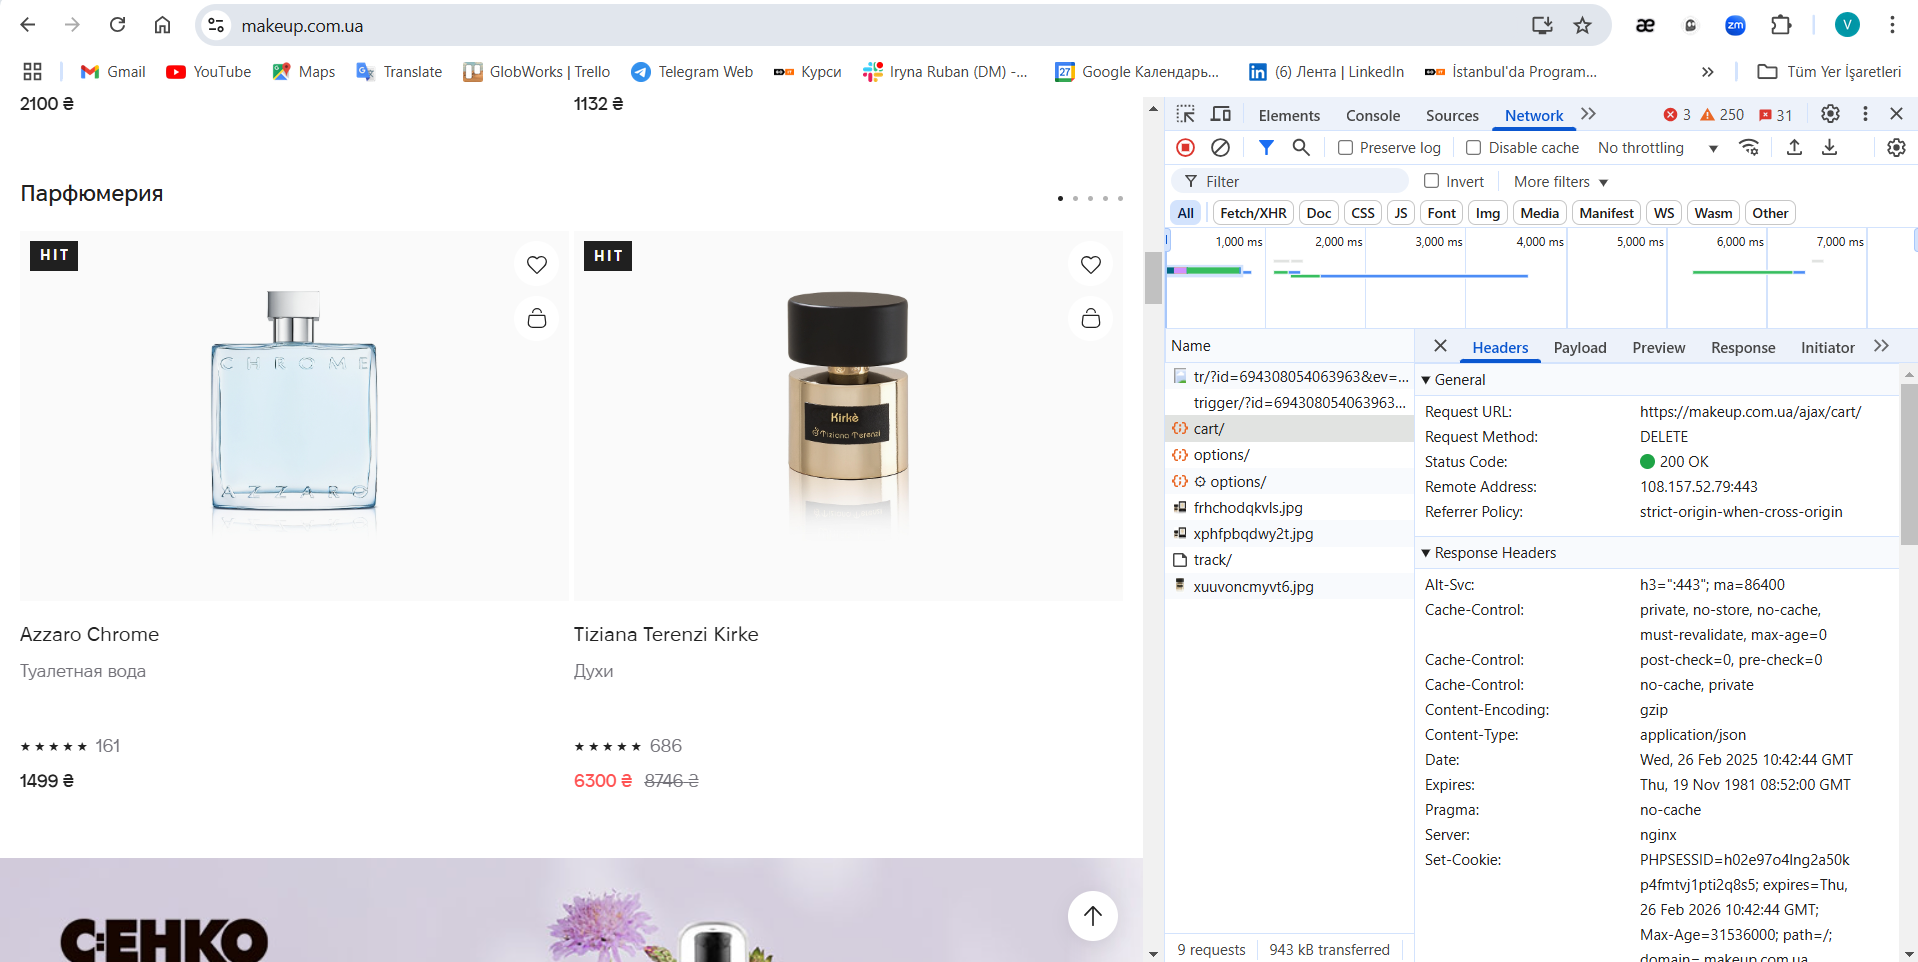 makeup.com.ua
æ
zm
V
Gmail
YouTube
Maps
Translate
GlobWorks | Trello
Telegram Web
Курси
Iryna Ruban (DM) -...
27
Google Календарь...
(6) Лента | LinkedIn
İstanbul'da Program...
»
Tüm Yer İşaretleri
2100 ₴
1132 ₴
Парфюмерия
HIT
CHROME
AZZARO
HIT
Kirkè
Tiziana Terenzi
Azzaro Chrome
Туалетная вода
★★★★★ 161
1499 ₴
Tiziana Terenzi Kirke
Духи
★★★★★ 686
6300 ₴ 8746 ₴
C:EHKO
Elements Console Sources Network » 3 250 31
Preserve log Disable cache No throttling
Filter Invert More filters
All Fetch/XHR Doc CSS JS Font Img Media Manifest WS Wasm Other
1,000 ms 2,000 ms 3,000 ms 4,000 ms 5,000 ms 6,000 ms 7,000 ms
Name
tr/?id=694308054063963&ev=...
trigger/?id=694308054063963...
cart/
options/
options/
frhchodqkvls.jpg
xphfpbqdwy2t.jpg
track/
xuuvoncmyvt6.jpg
9 requests 943 kB transferred
Headers Payload Preview Response Initiator »
General
Request URL: https://makeup.com.ua/ajax/cart/
Request Method: DELETE
Status Code: 200 OK
Remote Address: 108.157.52.79:443
Referrer Policy: strict-origin-when-cross-origin
Response Headers
Alt-Svc: h3=":443"; ma=86400
Cache-Control: private, no-store, no-cache,
must-revalidate, max-age=0
Cache-Control: post-check=0, pre-check=0
Cache-Control: no-cache, private
Content-Encoding: gzip
Content-Type: application/json
Date: Wed, 26 Feb 2025 10:42:44 GMT
Expires: Thu, 19 Nov 1981 08:52:00 GMT
Pragma: no-cache
Server: nginx
Set-Cookie: PHPSESSID=h02e97o4lng2a50k
p4fmtvj1pti2q8s5; expires=Thu,
26 Feb 2026 10:42:44 GMT;
Max-Age=31536000; path=/;
domain=.makeup.com.ua